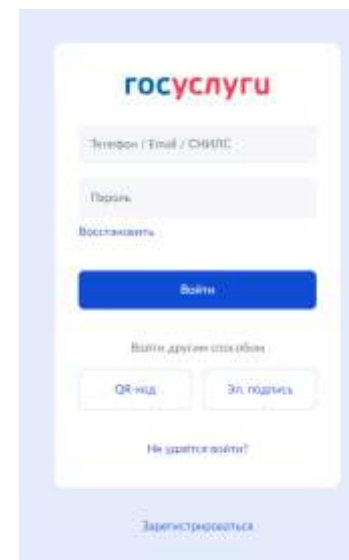 госуслуги
Телефон / Email / СНИЛС
Пароль
Восстановить
Войти
Войти другим способом
QR-код
Эл. подпись
Не удаётся войти?
Зарегистрироваться